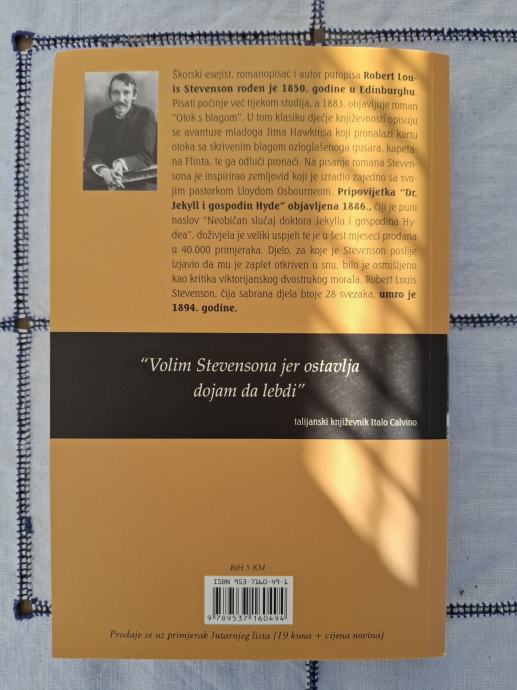 Škotski esejist, romanopisac i autor putopisa Robert Lou-
is Stevenson rođen je 1850. godine u Edinburghu.
Pisati počinje već tijekom studija, a 1883. objavljuje roman
"Otok s blagom". U tom klasiku dječje književnosti opisuju
se avanture mladoga Jima Hawkinsa koji pronalazi kartu
otoka sa skrivenim blagom ozloglašenoga gusara, kapeta-
na Flinta, te ga odluči pronaći. Na pisanje romana Steven-
sona je inspirirao zemljovid koji je izradio zajedno sa svo-
jim pastorkom Lloydom Osbourneom. Pripovijetka "Dr.
Jekyll i gospodin Hyde" objavljena 1886., čiji je puni
naslov "Neobičan slučaj doktora Jekylla i gospodina Hy-
dea", doživjela je veliki uspjeh te je u šest mjeseci prodana
u 40.000 primjeraka. Djelo, za koje je Stevenson poslije
izjavio da mu je zaplet otkriven u snu, bilo je osmišljeno
kao kritika viktorijanskog dvostrukog morala. Robert Louis
Stevenson, čija sabrana djela broje 28 svezaka, umro je
1894. godine.
"Volim Stevensona jer ostavlja
dojam da lebdi"
talijanski književnik Italo Calvino
BiH 5 KM
ISBN 953-7160-49-1
9 789537 160494
Prodaje se uz primjerak Jutarnjeg lista (19 kuna + cijena novina)